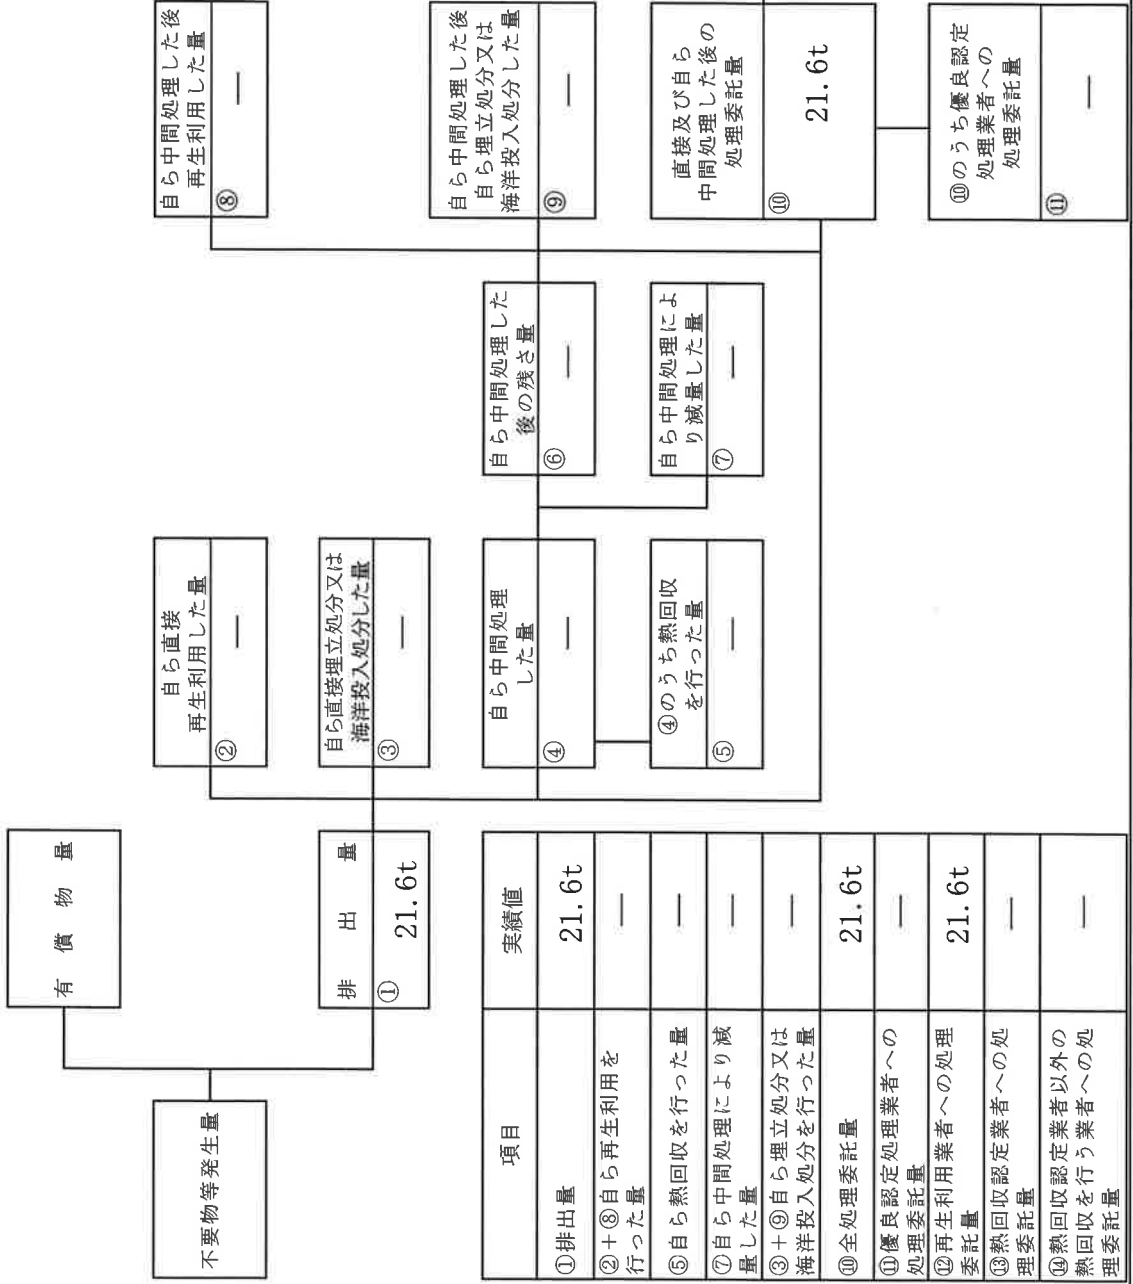 不要物等発生量
有償物量
排出量
① 21.6t
自ら直接
再生利用した量
② ―
自ら直接埋立処分又は
海洋投入処分した量
③ ―
自ら中間処理
した量
④ ―
④のうち熱回収
を行った量
⑤ ―
自ら中間処理した
後の残さ量
⑥ ―
自ら中間処理によ
り減量した量
⑦ ―
自ら中間処理した後
再生利用した量
⑧ ―
自ら中間処理した後
自ら埋立処分又は
海洋投入処分した量
⑨ ―
直接及び自ら
中間処理した後の
処理委託量
⑩ 21.6t
⑩のうち優良認定
処理業者への
処理委託量
⑪ ―
項目 実績値
①排出量 21.6t
②+⑧自ら再生利用を
行った量 ―
⑤自ら熱回収を行った量 ―
⑦自ら中間処理により減
量した量 ―
③+⑨自ら埋立処分又は
海洋投入処分を行った量 ―
⑩全処理委託量 21.6t
⑪優良認定処理業者への
処理委託量 ―
⑫再生利用業者への処理
委託量 21.6t
⑬熱回収認定業者への処
理委託量 ―
⑭熱回収認定業者以外の
熱回収を行う業者への処
理委託量 ―